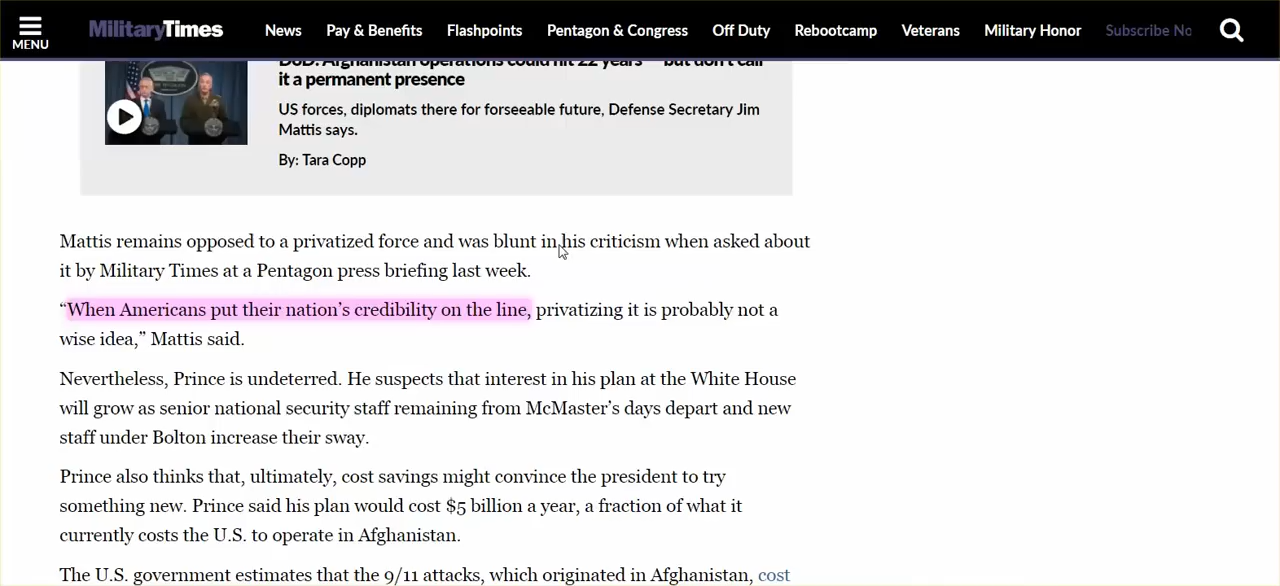 MENU
MilitaryTimes
News Pay & Benefits Flashpoints Pentagon & Congress Off Duty Rebootcamp Veterans Military Honor Subscribe No
DoD: Afghanistan operations could hit 22 years — but don't call
it a permanent presence
US forces, diplomats there for forseeable future, Defense Secretary Jim
Mattis says.
By: Tara Copp
Mattis remains opposed to a privatized force and was blunt in his criticism when asked about
it by Military Times at a Pentagon press briefing last week.
“When Americans put their nation’s credibility on the line, privatizing it is probably not a
wise idea,” Mattis said.
Nevertheless, Prince is undeterred. He suspects that interest in his plan at the White House
will grow as senior national security staff remaining from McMaster’s days depart and new
staff under Bolton increase their sway.
Prince also thinks that, ultimately, cost savings might convince the president to try
something new. Prince said his plan would cost $5 billion a year, a fraction of what it
currently costs the U.S. to operate in Afghanistan.
The U.S. government estimates that the 9/11 attacks, which originated in Afghanistan, cost